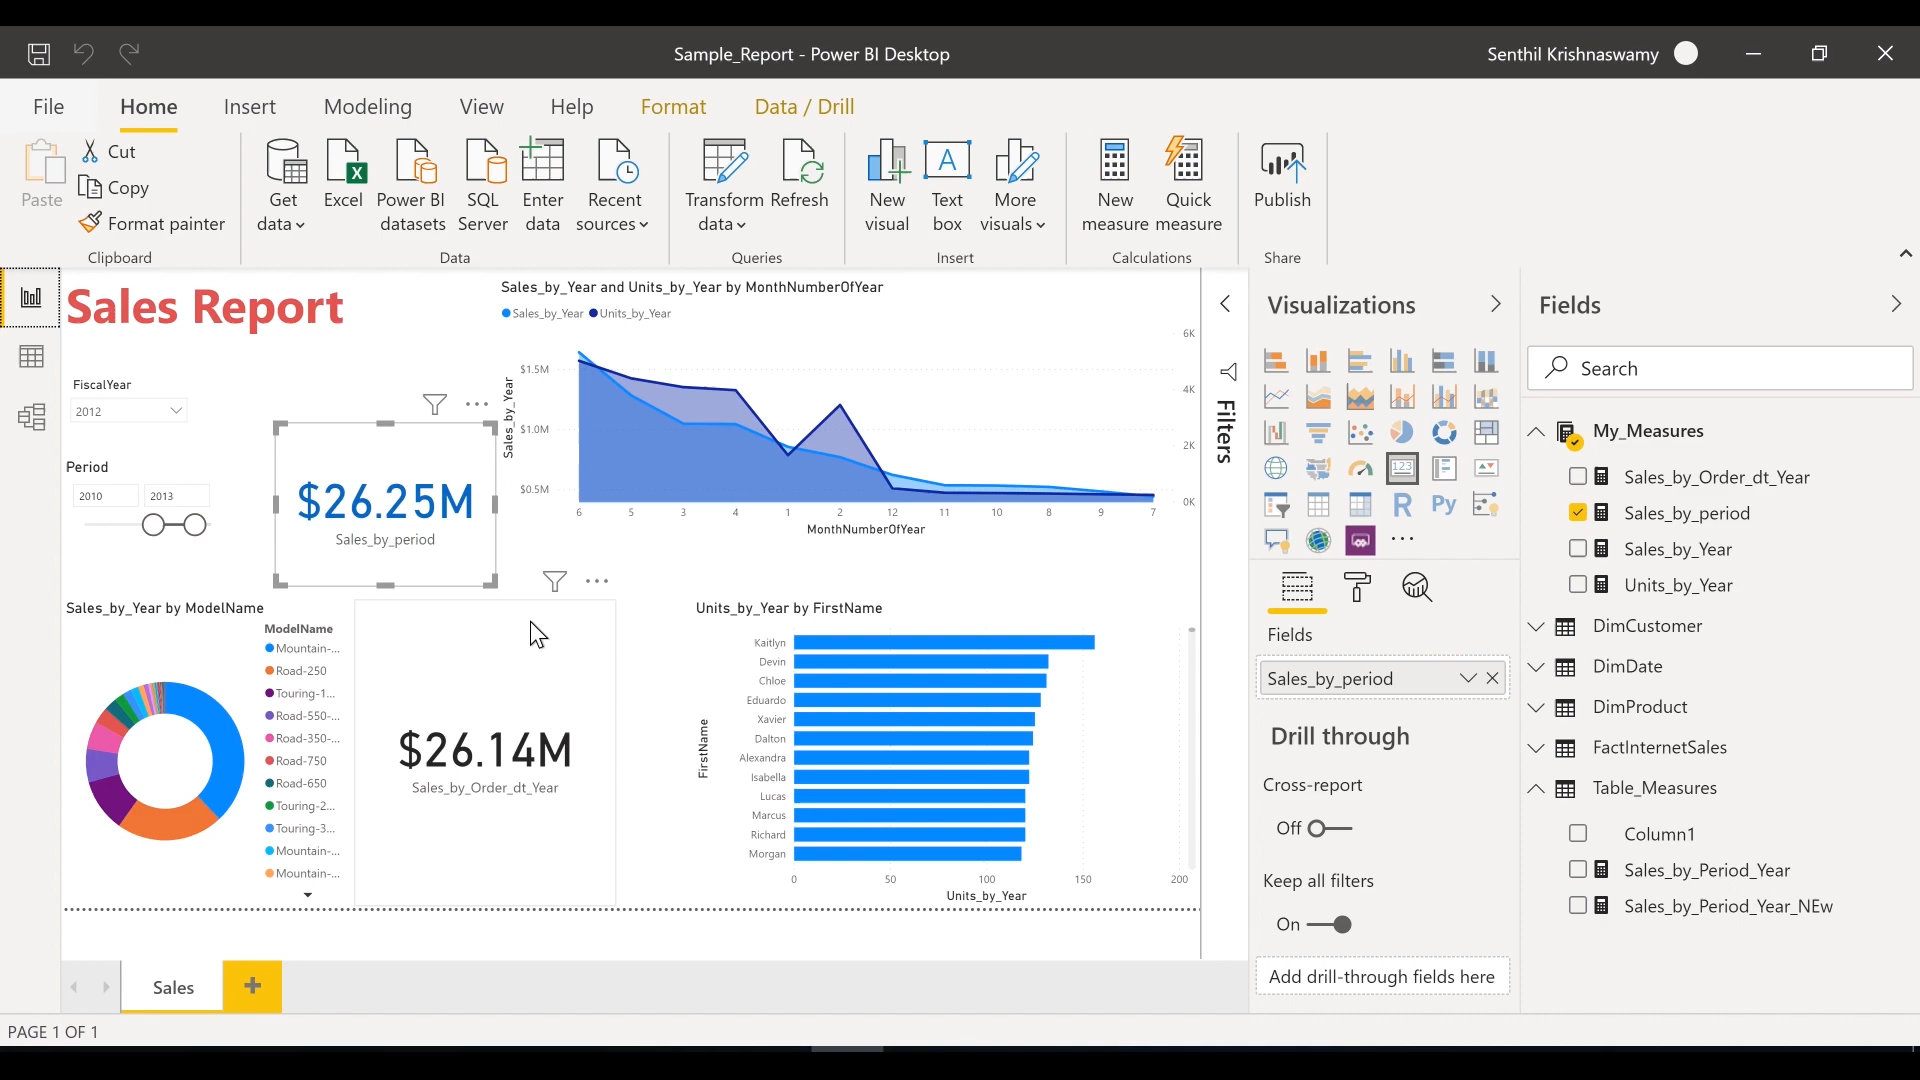 Sample_Report - Power BI Desktop
Senthil Krishnaswamy
File
Home
Insert
Modeling
View
Help
Format
Data / Drill
Paste
Cut
Copy
Format painter
Clipboard
Get data
Excel
Power BI datasets
SQL Server
Enter data
Recent sources
Data
Transform data
Refresh
Queries
New visual
Text box
More visuals
Insert
New measure
Quick measure
Calculations
Publish
Share
Sales Report
FiscalYear
2012
Period
2010
2013
$26.25M
Sales_by_period
Sales_by_Year and Units_by_Year by MonthNumberOfYear
Sales_by_Year
Units_by_Year
Sales_by_Year
$1.5M
$1.0M
$0.5M
6K
4K
2K
0K
6 5 3 4 1 2 12 11 10 8 9 7
MonthNumberOfYear
Sales_by_Year by ModelName
ModelName
Mountain-...
Road-250
Touring-1...
Road-550-...
Road-350-...
Road-750
Road-650
Touring-2...
Touring-3...
Mountain-...
Mountain-...
$26.14M
Sales_by_Order_dt_Year
Units_by_Year by FirstName
FirstName
Kaitlyn
Devin
Chloe
Eduardo
Xavier
Dalton
Alexandra
Isabella
Lucas
Marcus
Richard
Morgan
0 50 100 150 200
Units_by_Year
Filters
Visualizations
123
R
Py
Fields
Sales_by_period
Drill through
Cross-report
Off
Keep all filters
On
Add drill-through fields here
Fields
Search
My_Measures
Sales_by_Order_dt_Year
Sales_by_period
Sales_by_Year
Units_by_Year
DimCustomer
DimDate
DimProduct
FactInternetSales
Table_Measures
Column1
Sales_by_Period_Year
Sales_by_Period_Year_NEw
Sales
PAGE 1 OF 1